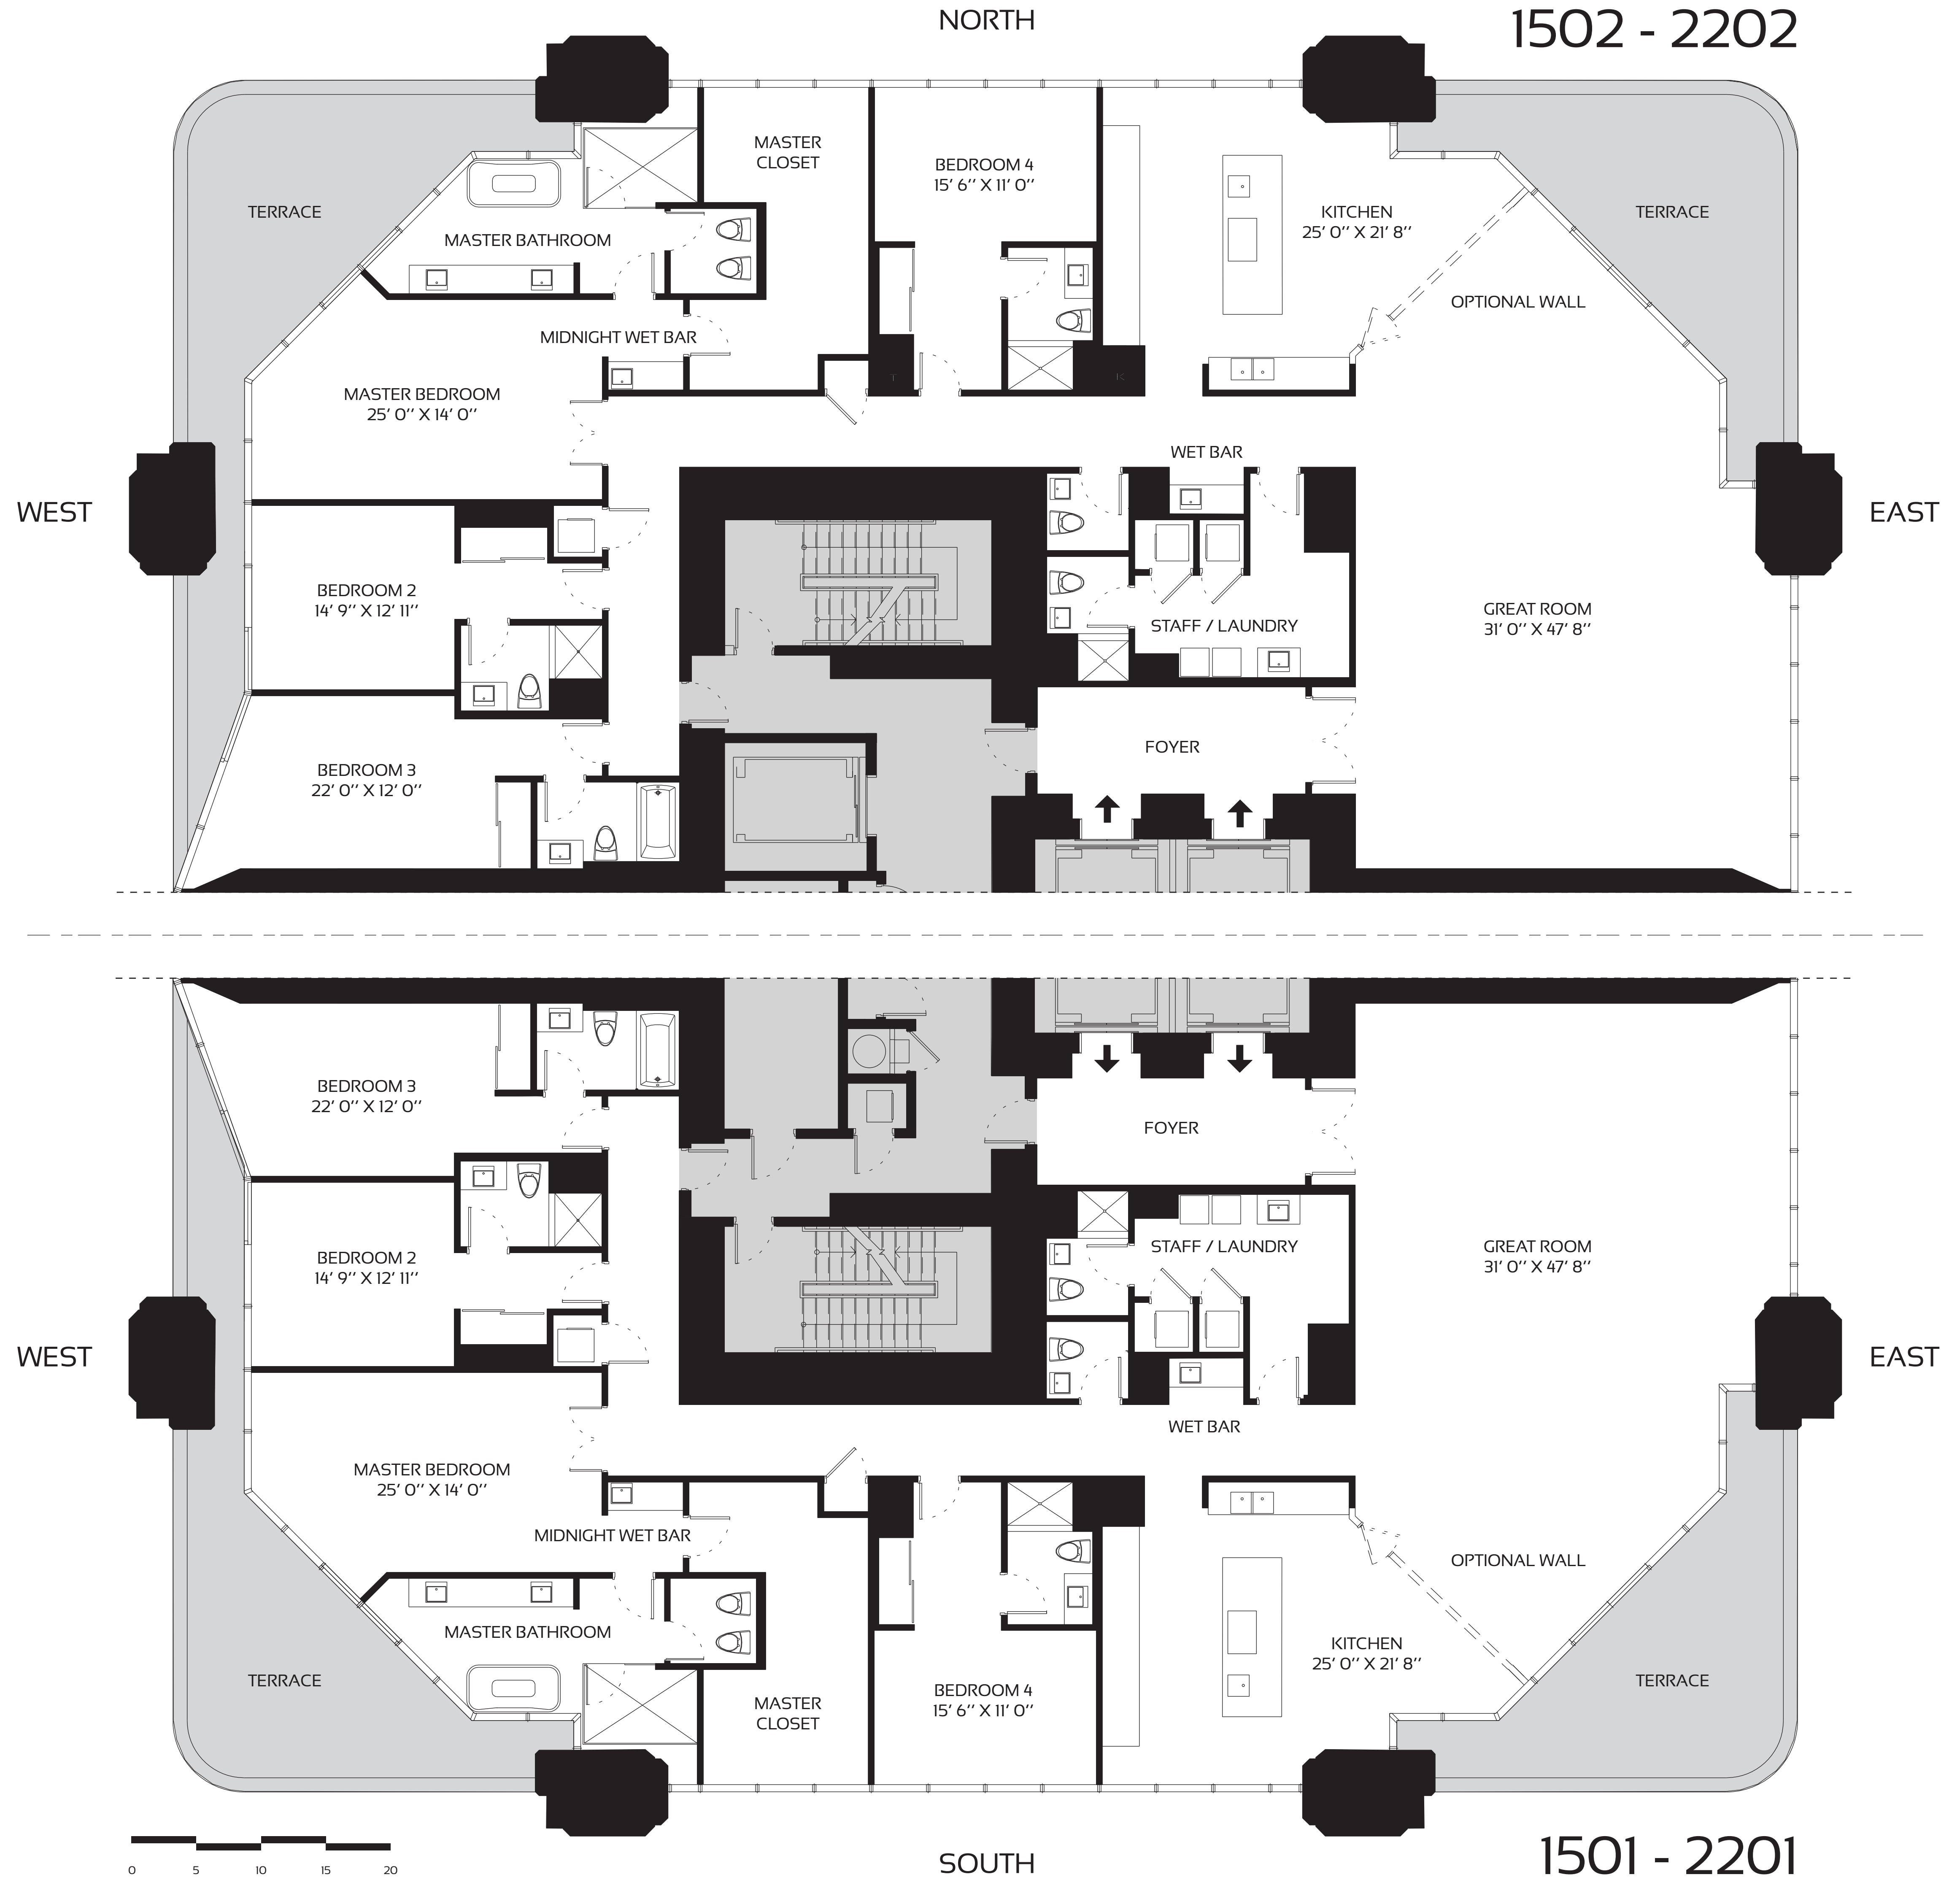 NORTH
1502 - 2202
MASTER
CLOSET
BEDROOM 4
15' 6'' X 11' 0''
TERRACE
MASTER BATHROOM
KITCHEN
25' 0'' X 21' 8''
TERRACE
OPTIONAL WALL
MIDNIGHT WET BAR
T
K
MASTER BEDROOM
25' 0'' X 14' 0''
WET BAR
WEST
EAST
BEDROOM 2
14' 9'' X 12' 11''
STAFF / LAUNDRY
GREAT ROOM
31' 0'' X 47' 8''
FOYER
BEDROOM 3
22' 0'' X 12' 0''
BEDROOM 3
22' 0'' X 12' 0''
FOYER
BEDROOM 2
14' 9'' X 12' 11''
STAFF / LAUNDRY
GREAT ROOM
31' 0'' X 47' 8''
WEST
EAST
WET BAR
MASTER BEDROOM
25' 0'' X 14' 0''
MIDNIGHT WET BAR
OPTIONAL WALL
MASTER BATHROOM
KITCHEN
25' 0'' X 21' 8''
TERRACE
BEDROOM 4
15' 6'' X 11' 0''
TERRACE
MASTER
CLOSET
0 5 10 15 20
SOUTH
1501 - 2201